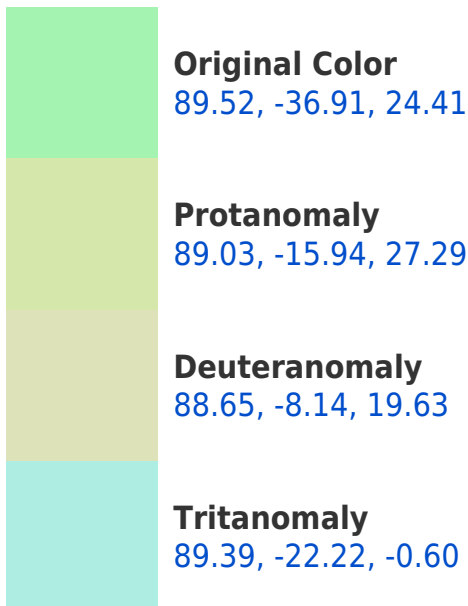 Original Color
89.52, -36.91, 24.41
Protanomaly
89.03, -15.94, 27.29
Deuteranomaly
88.65, -8.14, 19.63
Tritanomaly
89.39, -22.22, -0.60